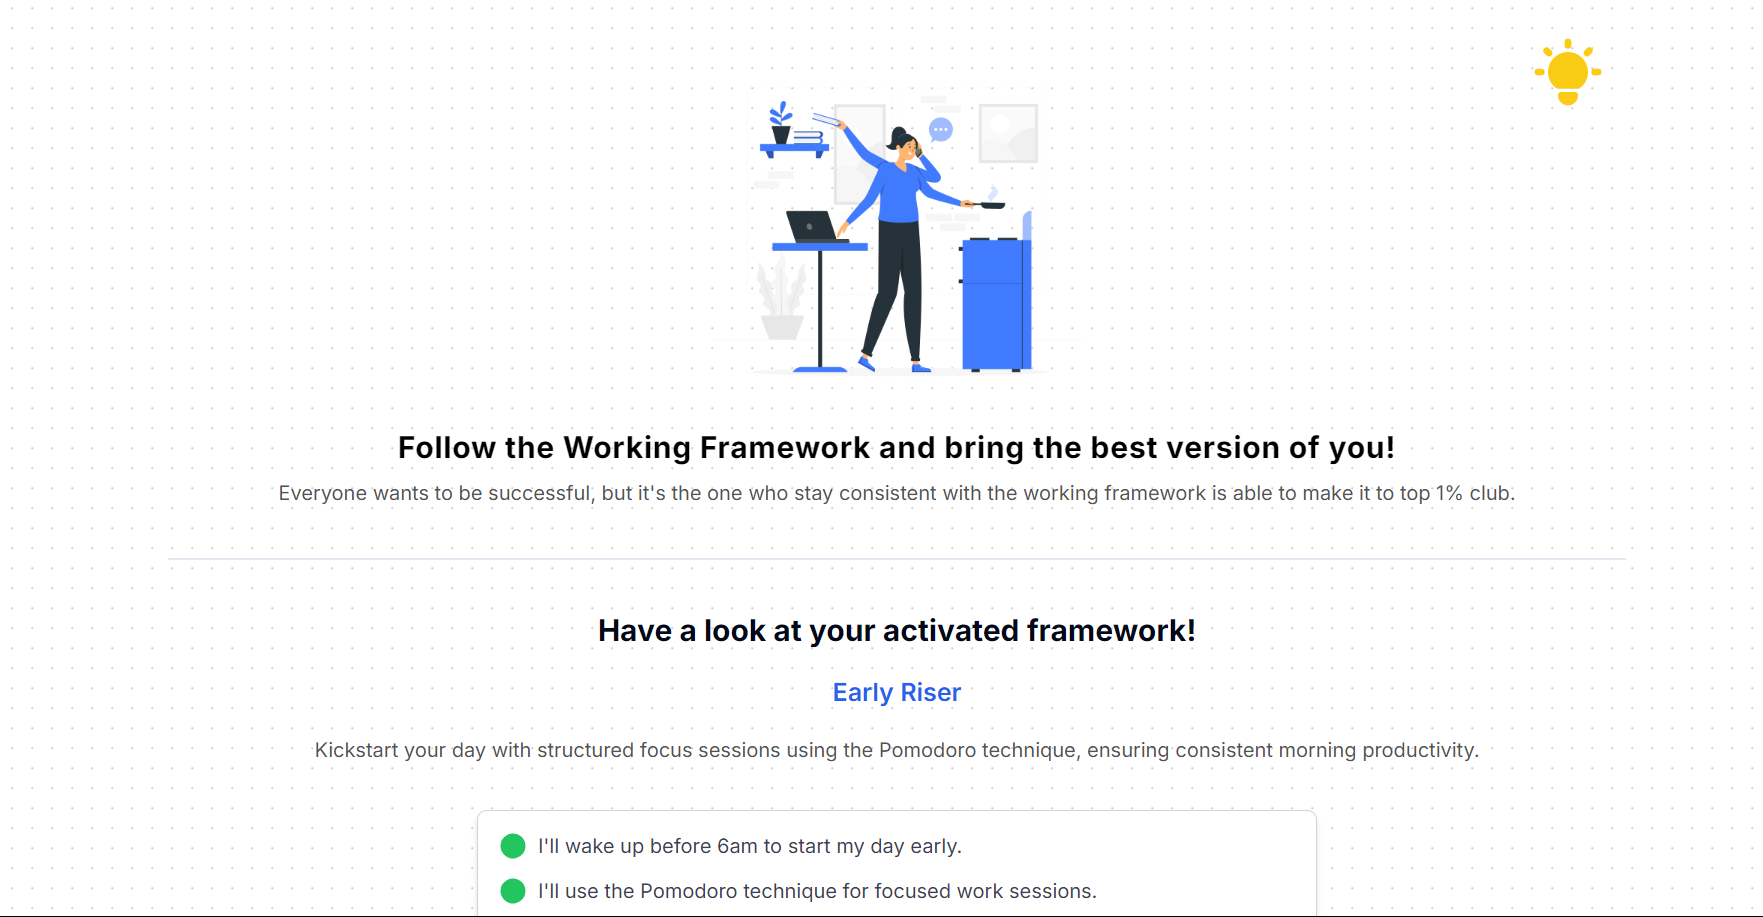 Follow the Working Framework and bring the best version of you!
Everyone wants to be successful, but it's the one who stay consistent with the working framework is able to make it to top 1% club.
Have a look at your activated framework!
Early Riser
Kickstart your day with structured focus sessions using the Pomodoro technique, ensuring consistent morning productivity.
I'll wake up before 6am to start my day early.
I'll use the Pomodoro technique for focused work sessions.